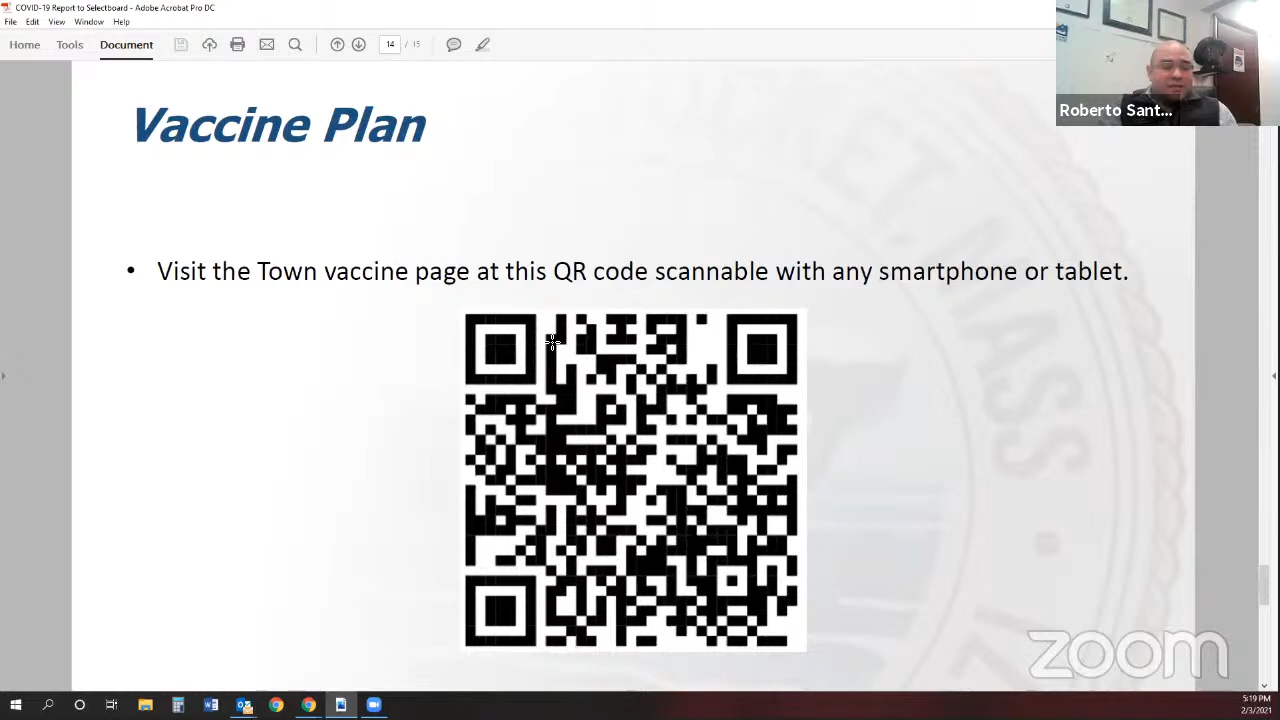 COVID-19 Report to Selectboard - Adobe Acrobat Pro DC
File Edit View Window Help
Home Tools Document 14 / 15
Roberto Sant...
Vaccine Plan
• Visit the Town vaccine page at this QR code scannable with any smartphone or tablet.
MASS
zoom
5:19 PM
2/3/2021